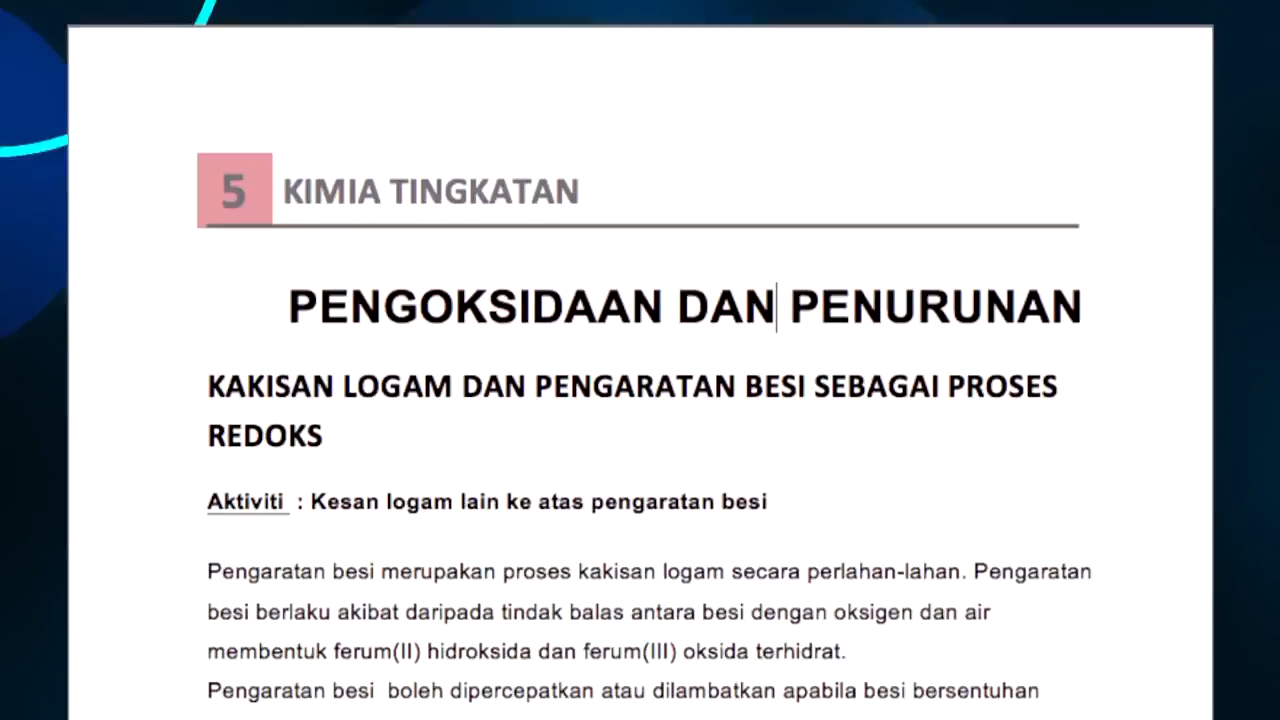 5 KIMIA TINGKATAN
PENGOKSIDAAN DAN PENURUNAN
KAKISAN LOGAM DAN PENGARATAN BESI SEBAGAI PROSES
REDOKS
Aktiviti : Kesan logam lain ke atas pengaratan besi
Pengaratan besi merupakan proses kakisan logam secara perlahan-lahan. Pengaratan
besi berlaku akibat daripada tindak balas antara besi dengan oksigen dan air
membentuk ferum(II) hidroksida dan ferum(III) oksida terhidrat.
Pengaratan besi boleh dipercepatkan atau dilambatkan apabila besi bersentuhan